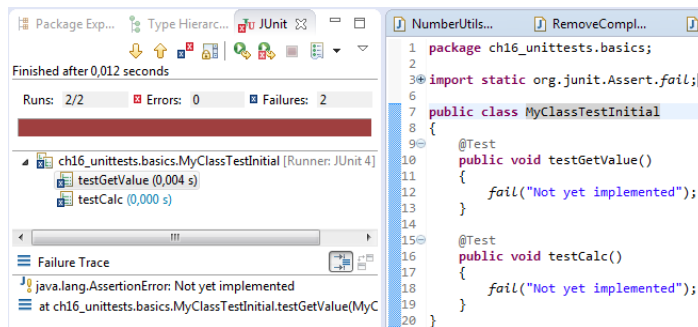 Package Exp...
Type Hierarc...
JUnit
Finished after 0,012 seconds
Runs: 2/2
Errors: 0
Failures: 2
ch16_unittests.basics.MyClassTestInitial [Runner: JUnit 4]
testGetValue (0,004 s)
testCalc (0,000 s)
Failure Trace
java.lang.AssertionError: Not yet implemented
at ch16_unittests.basics.MyClassTestInitial.testGetValue(MyC
NumberUtils...
RemoveCompl...
1 package ch16_unittests.basics;
2
3 import static org.junit.Assert.fail;
6
7 public class MyClassTestInitial
8 {
9 @Test
10 public void testGetValue()
11 {
12 fail("Not yet implemented");
13 }
14
15 @Test
16 public void testCalc()
17 {
18 fail("Not yet implemented");
19 }
20 }